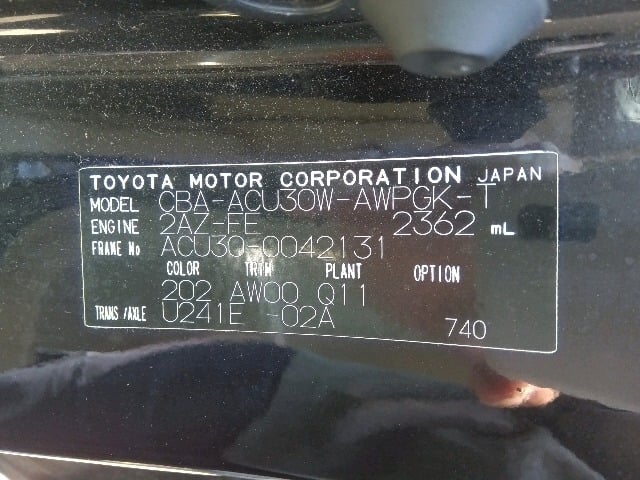 TOYOTA MOTOR CORPORATION JAPAN
MODEL CBA-ACU30W-AWPGK-T
ENGINE 2AZ-FE 2362 mL
FRAME No ACU30-0042131
COLOR TRIM PLANT OPTION
202 AW00 Q11
TRANS/AXLE U241E -02A
740